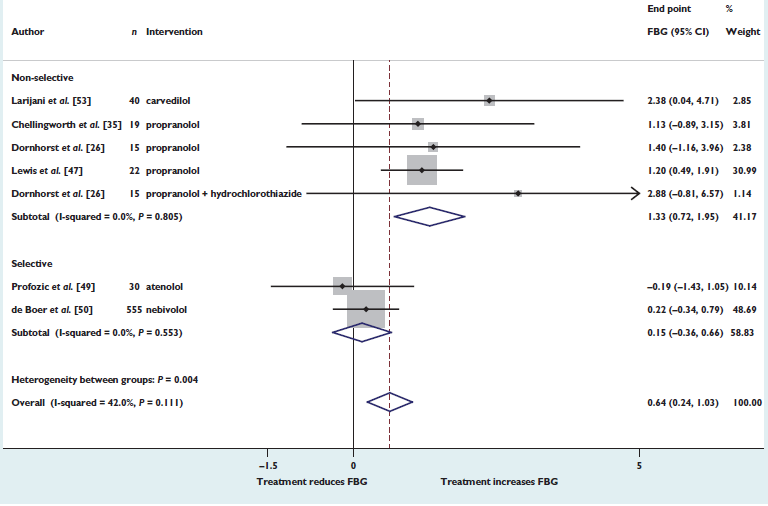 End point %
Author n Intervention FBG (95% CI) Weight
Non-selective
Larijani et al. [53] 40 carvedilol 2.38 (0.04, 4.71) 2.85
Chellingworth et al. [35] 19 propranolol 1.13 (−0.89, 3.15) 3.81
Dornhorst et al. [26] 15 propranolol 1.40 (−1.16, 3.96) 2.38
Lewis et al. [47] 22 propranolol 1.20 (0.49, 1.91) 30.99
Dornhorst et al. [26] 15 propranolol + hydrochlorothiazide 2.88 (−0.81, 6.57) 1.14
Subtotal (I-squared = 0.0%, P = 0.805) 1.33 (0.72, 1.95) 41.17
Selective
Profozic et al. [49] 30 atenolol −0.19 (−1.43, 1.05) 10.14
de Boer et al. [50] 555 nebivolol 0.22 (−0.34, 0.79) 48.69
Subtotal (I-squared = 0.0%, P = 0.553) 0.15 (−0.36, 0.66) 58.83
Heterogeneity between groups: P = 0.004
Overall (I-squared = 42.0%, P = 0.111) 0.64 (0.24, 1.03) 100.00
−1.5 0 5
Treatment reduces FBG Treatment increases FBG